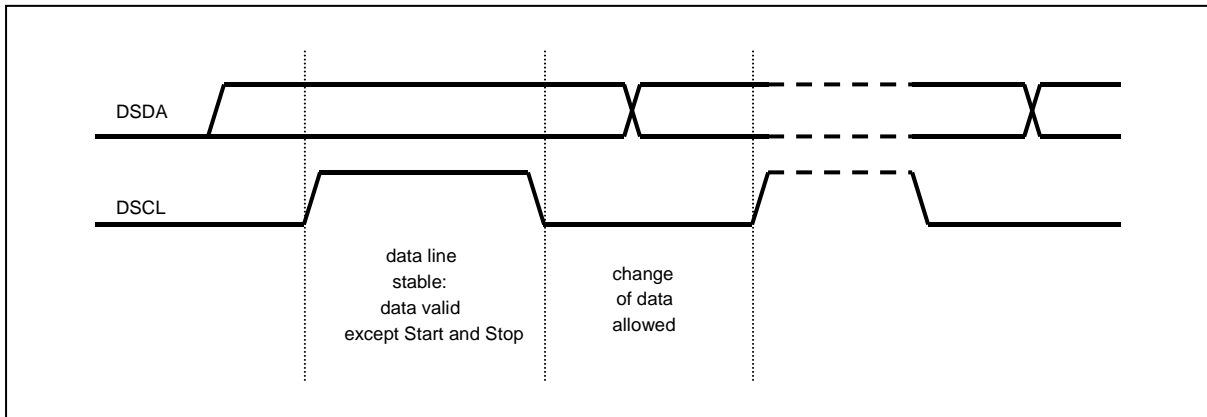 DSDA
DSCL
data line
stable:
data valid
except Start and Stop
change
of data
allowed